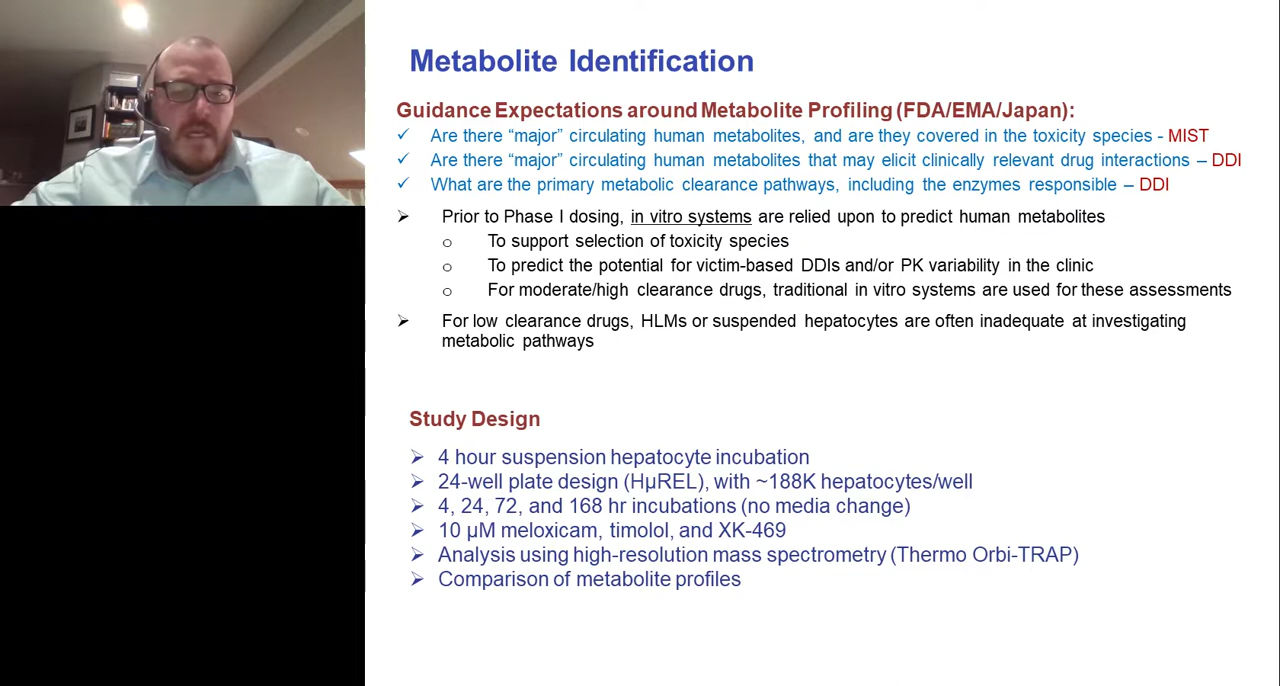 Metabolite Identification
Guidance Expectations around Metabolite Profiling (FDA/EMA/Japan):
✓ Are there “major” circulating human metabolites, and are they covered in the toxicity species - MIST
✓ Are there “major” circulating human metabolites that may elicit clinically relevant drug interactions – DDI
✓ What are the primary metabolic clearance pathways, including the enzymes responsible – DDI
➢ Prior to Phase I dosing, in vitro systems are relied upon to predict human metabolites
o To support selection of toxicity species
o To predict the potential for victim-based DDIs and/or PK variability in the clinic
o For moderate/high clearance drugs, traditional in vitro systems are used for these assessments
➢ For low clearance drugs, HLMs or suspended hepatocytes are often inadequate at investigating
metabolic pathways
Study Design
➢ 4 hour suspension hepatocyte incubation
➢ 24-well plate design (HµREL), with ~188K hepatocytes/well
➢ 4, 24, 72, and 168 hr incubations (no media change)
➢ 10 µM meloxicam, timolol, and XK-469
➢ Analysis using high-resolution mass spectrometry (Thermo Orbi-TRAP)
➢ Comparison of metabolite profiles